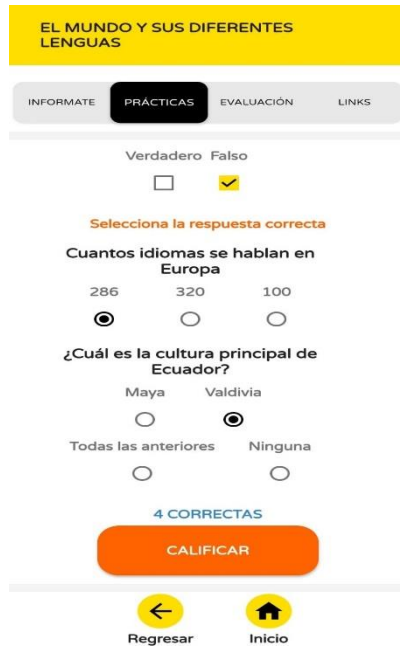 EL MUNDO Y SUS DIFERENTES
LENGUAS
INFORMATE PRÁCTICAS EVALUACIÓN LINKS
Verdadero Falso
Selecciona la respuesta correcta
Cuantos idiomas se hablan en
Europa
286 320 100
¿Cuál es la cultura principal de
Ecuador?
Maya Valdivia
Todas las anteriores Ninguna
4 CORRECTAS
CALIFICAR
Regresar Inicio